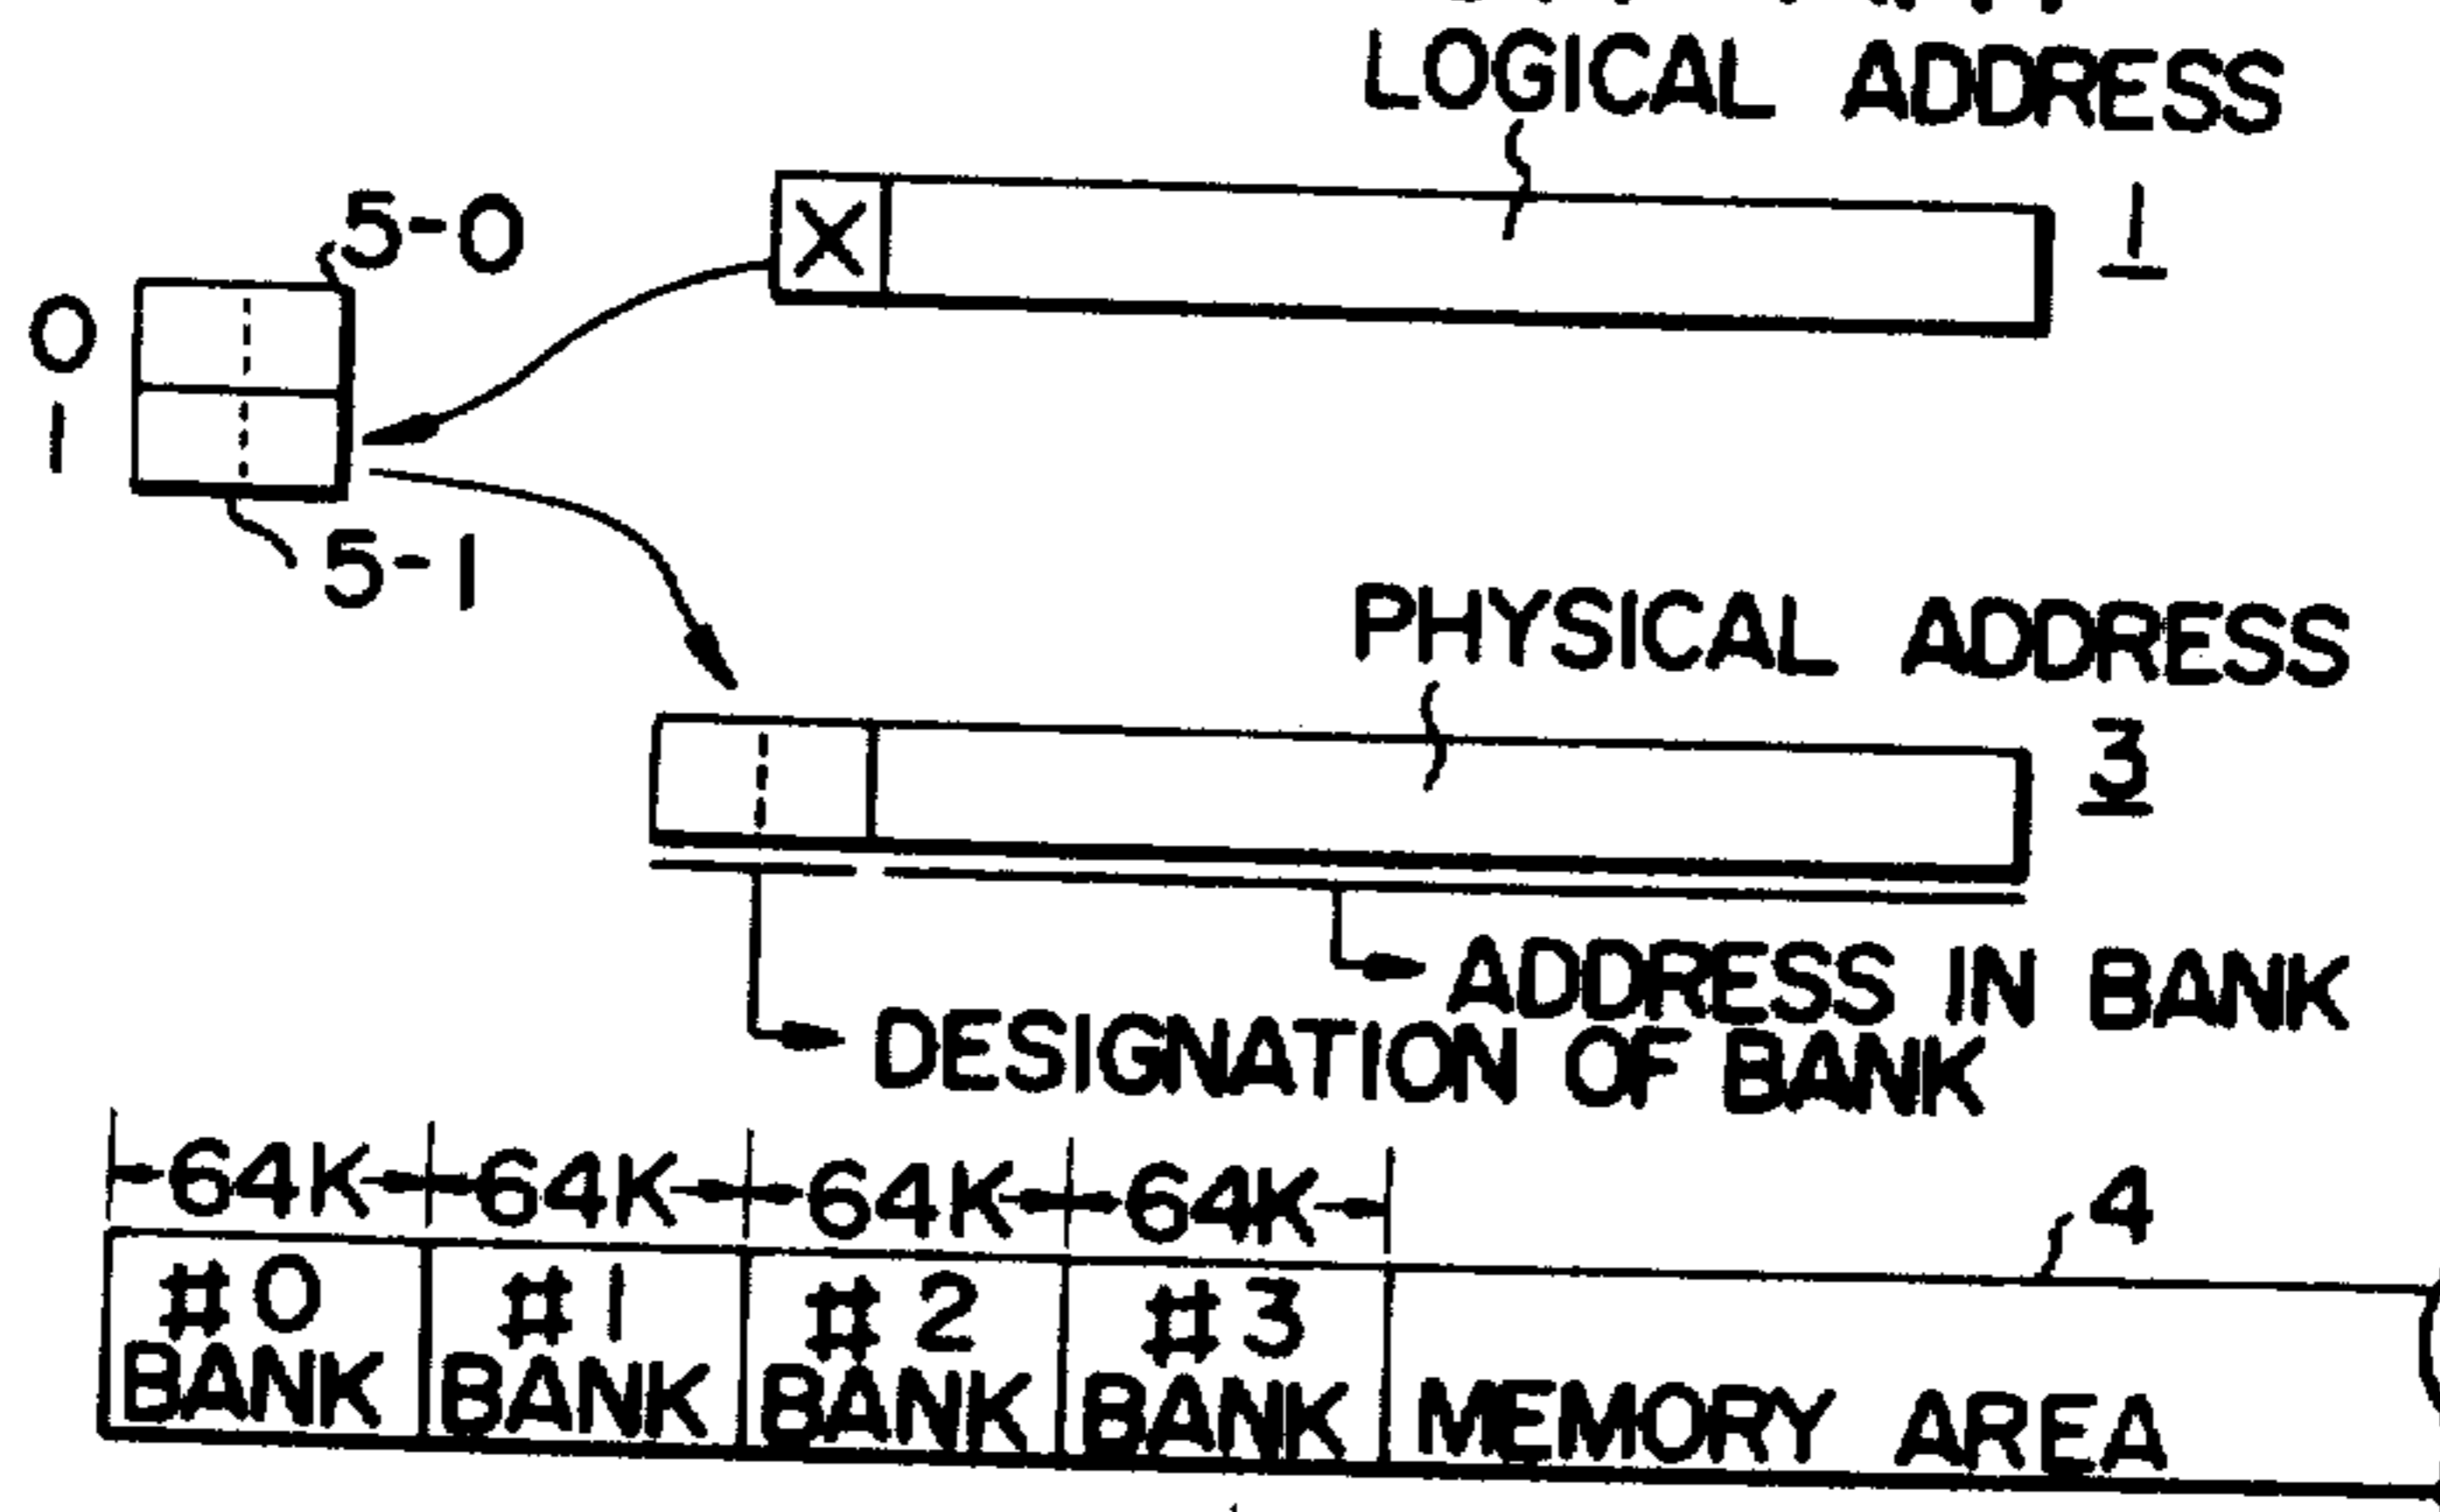 LOGICAL ADDRESS
X
1
5-0
0
1
5-1
PHYSICAL ADDRESS
3
ADDRESS IN BANK
DESIGNATION OF BANK
64K 64K 64K 64K
4
#0 #1 #2 #3
BANK BANK BANK BANK MEMORY AREA